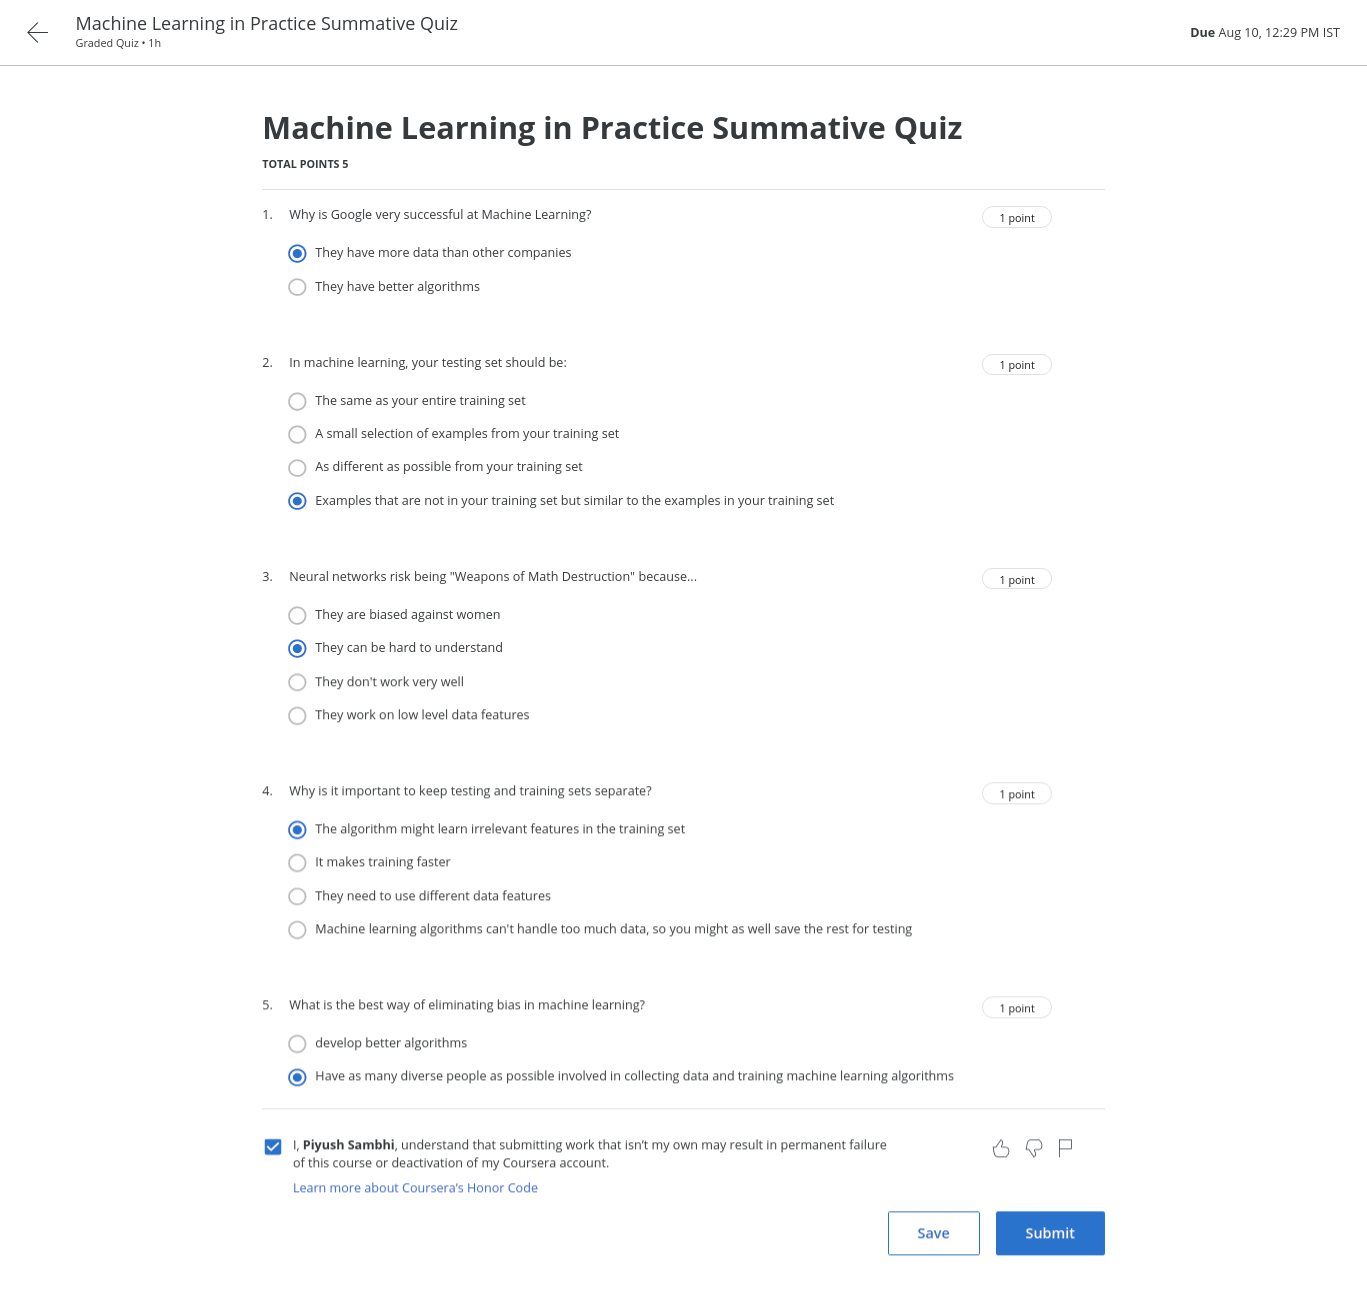 Machine Learning in Practice Summative Quiz
Graded Quiz • 1h
Due Aug 10, 12:29 PM IST
Machine Learning in Practice Summative Quiz
TOTAL POINTS 5
1. Why is Google very successful at Machine Learning?
1 point
They have more data than other companies
They have better algorithms
2. In machine learning, your testing set should be:
1 point
The same as your entire training set
A small selection of examples from your training set
As different as possible from your training set
Examples that are not in your training set but similar to the examples in your training set
3. Neural networks risk being "Weapons of Math Destruction" because...
1 point
They are biased against women
They can be hard to understand
They don't work very well
They work on low level data features
4. Why is it important to keep testing and training sets separate?
1 point
The algorithm might learn irrelevant features in the training set
It makes training faster
They need to use different data features
Machine learning algorithms can't handle too much data, so you might as well save the rest for testing
5. What is the best way of eliminating bias in machine learning?
1 point
develop better algorithms
Have as many diverse people as possible involved in collecting data and training machine learning algorithms
I, Piyush Sambhi, understand that submitting work that isn’t my own may result in permanent failure
of this course or deactivation of my Coursera account.
Learn more about Coursera’s Honor Code
Save
Submit